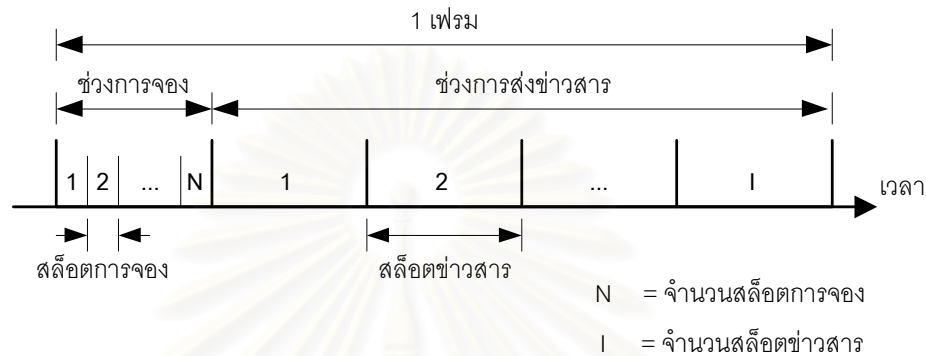 1 เฟรม
ช่วงการจอง ช่วงการส่งข่าวสาร
1 2 ... N 1 2 ... I
เวลา
สล็อตการจอง สล็อตข่าวสาร
N = จำนวนสล็อตการจอง
I = จำนวนสล็อตข่าวสาร